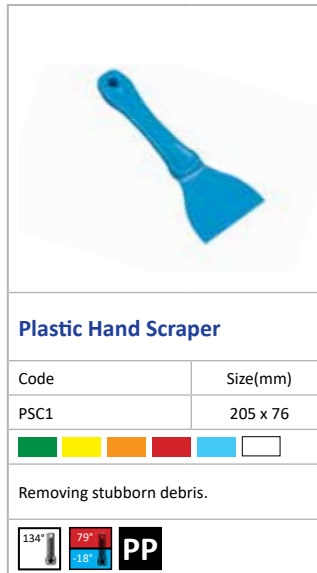 Plastic Hand Scraper
Code Size(mm)
PSC1 205 x 76
Removing stubborn debris.
134° 79° PP
-18°